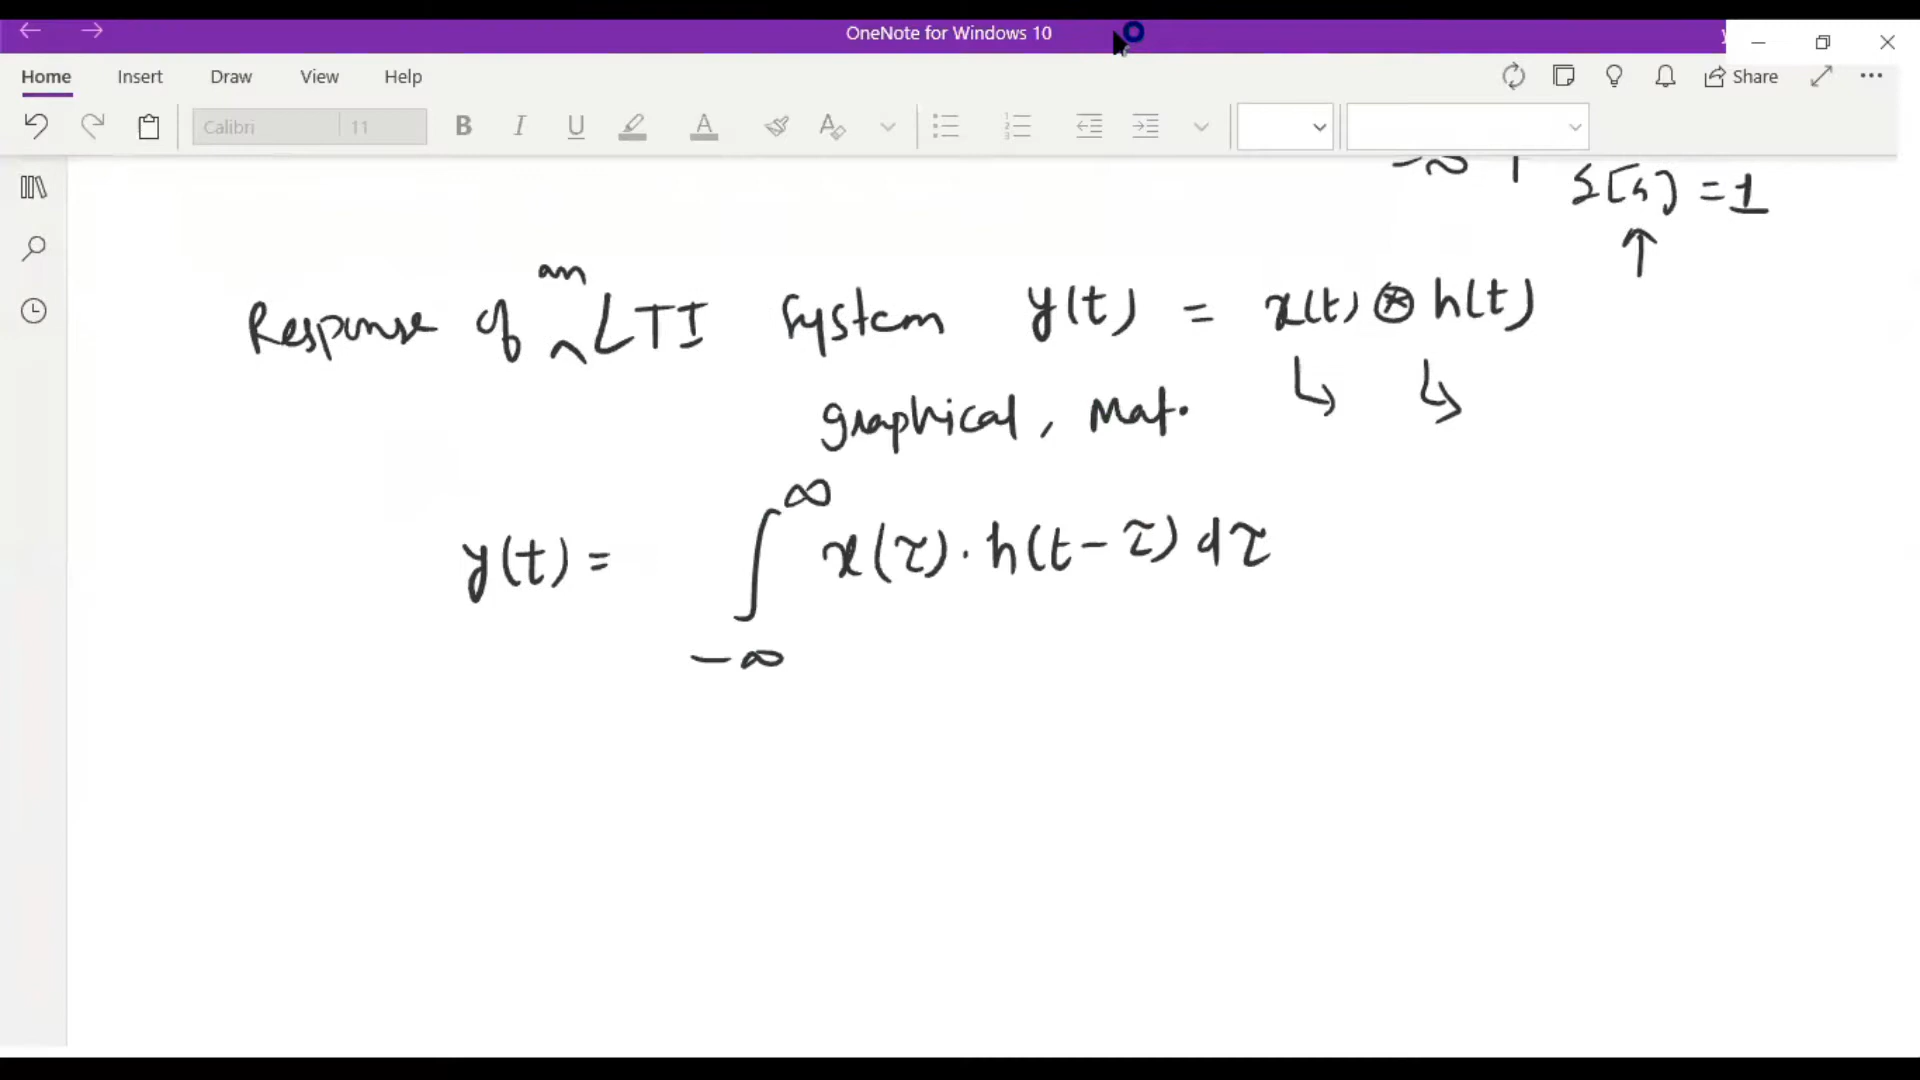 OneNote for Windows 10
Home Insert Draw View Help Share
Calibri 11 B I U A
-∞
δ[n] = 1
↑
Response of an LTI System y(t) = x(t) ⊛ h(t)
graphical, Mat.
y(t) = ∫_{-∞}^{∞} x(τ) · h(t-τ) dτ